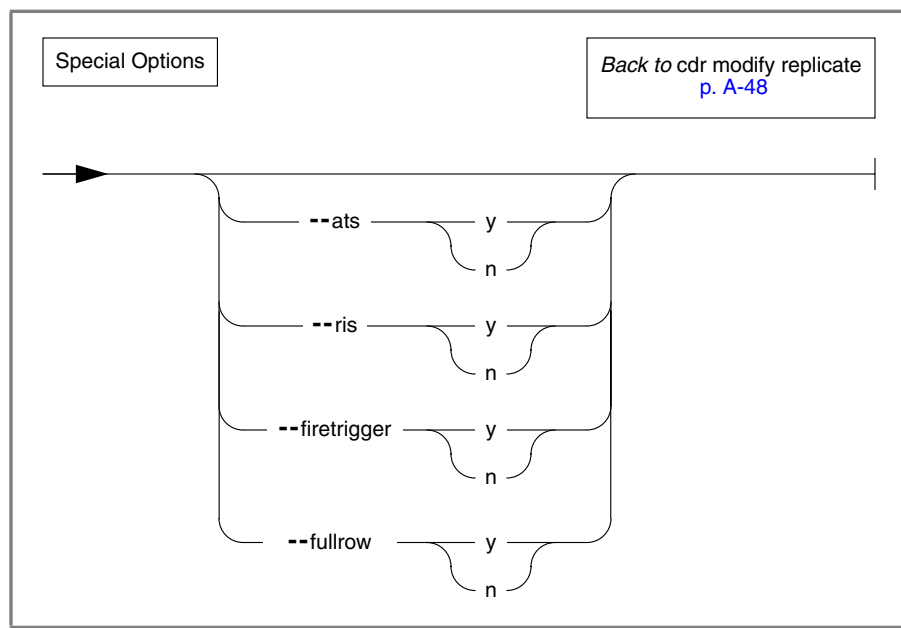 Special Options
Back to cdr modify replicate
p. A-48
--ats y
n
--ris y
n
--firetrigger y
n
--fullrow y
n